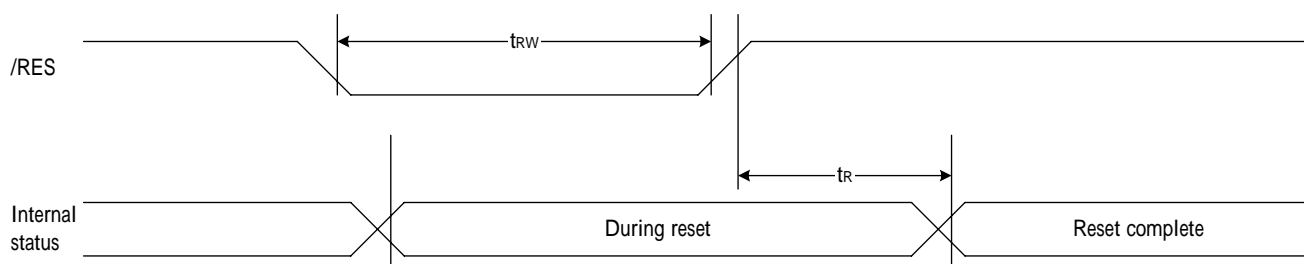 tRW
/RES
tR
Internal
status
During reset
Reset complete